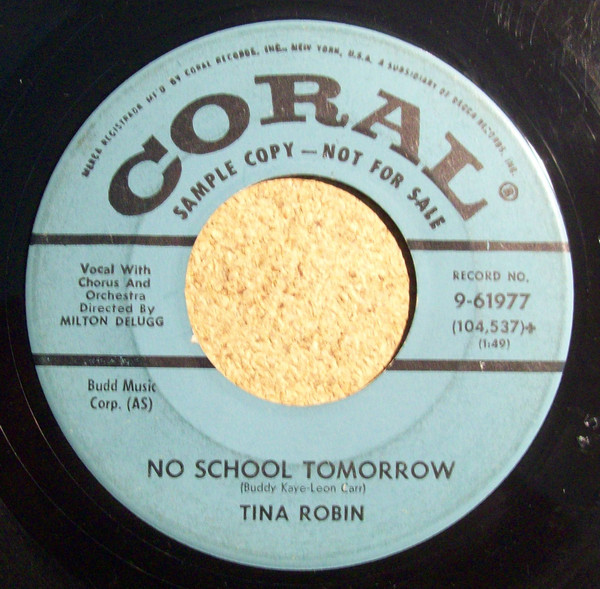 MARCA REGISTRADA MF'D BY CORAL RECORDS, INC., NEW YORK, U.S.A. A SUBSIDIARY OF DECCA RECORDS, INC.
CORAL®
SAMPLE COPY — NOT FOR SALE
Vocal With
Chorus And
Orchestra
Directed By
MILTON DELUGG
RECORD NO.
9-61977
(104,537)+
(1:49)
Budd Music
Corp. (AS)
NO SCHOOL TOMORROW
(Buddy Kaye-Leon Carr)
TINA ROBIN